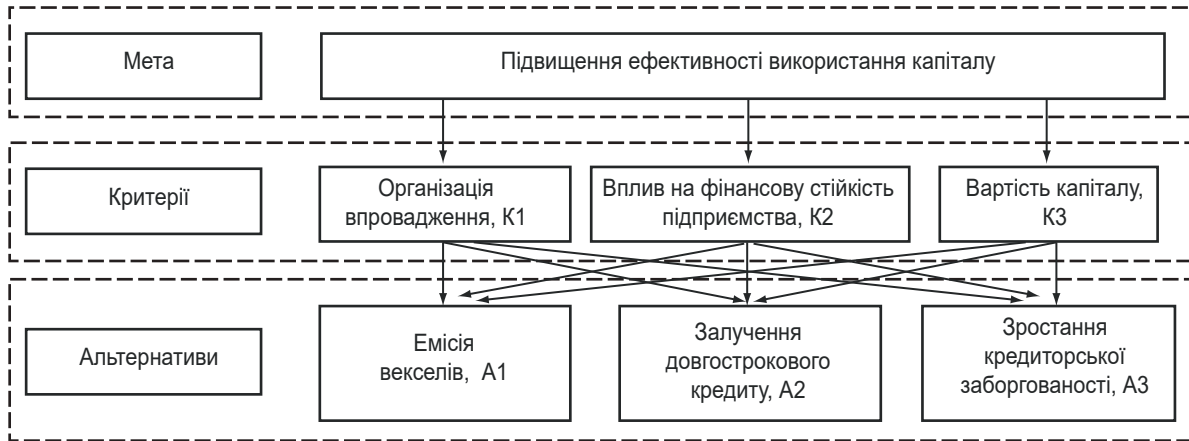 Мета
Підвищення ефективності використання капіталу
Критерії
Організація
впровадження, К1
Вплив на фінансову стійкість
підприємства, К2
Вартість капіталу,
К3
Альтернативи
Емісія
векселів, А1
Залучення
довгострокового
кредиту, А2
Зростання
кредиторської
заборгованості, А3